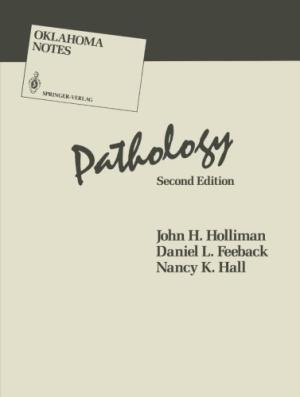 OKLAHOMA
NOTES
SPRINGER-VERLAG
Pathology
Second Edition
John H. Holliman
Daniel L. Feeback
Nancy K. Hall